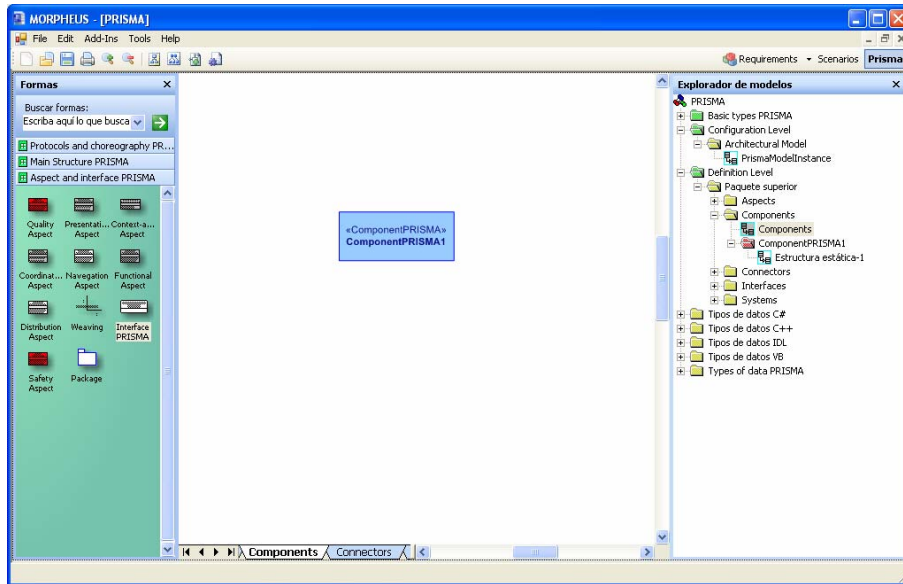 MORPHEUS - [PRISMA]
File Edit Add-Ins Tools Help
Requirements Scenarios Prisma
Formas
Buscar formas:
Escriba aquí lo que busca
Protocols and choreography PR...
Main Structure PRISMA
Aspect and interface PRISMA
Quality Aspect
Presentati... Aspect
Context-a... Aspect
Coordinat... Aspect
Navegation Aspect
Functional Aspect
Distribution Aspect
Weaving
Interface PRISMA
Safety Aspect
Package
«ComponentPRISMA»
ComponentPRISMA1
Components Connectors
Explorador de modelos
PRISMA
Basic types PRISMA
Configuration Level
Architectural Model
PrismaModelInstance
Definition Level
Paquete superior
Aspects
Components
Components
ComponentPRISMA1
Estructura estática-1
Connectors
Interfaces
Systems
Tipos de datos C#
Tipos de datos C++
Tipos de datos IDL
Tipos de datos VB
Types of data PRISMA